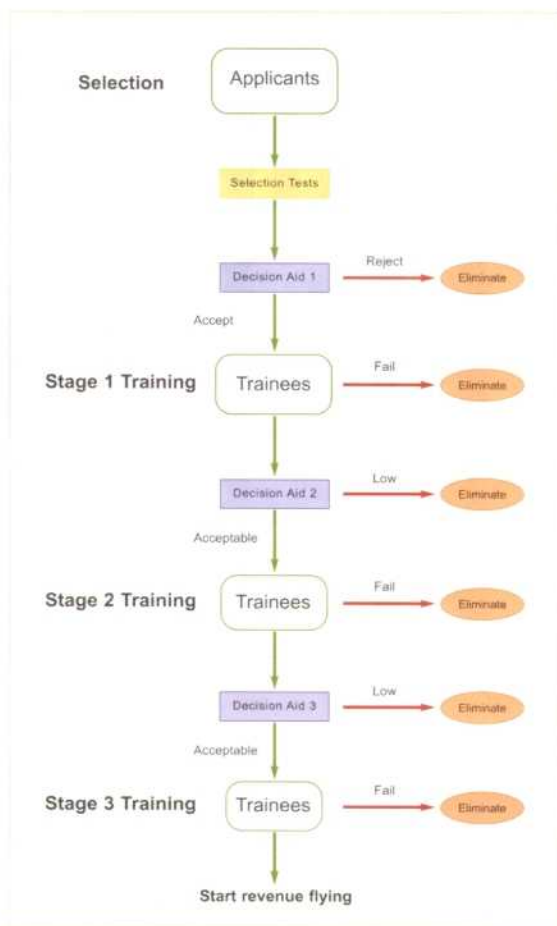 Selection
Applicants
Selection Tests
Decision Aid 1
Reject
Eliminate
Accept
Stage 1 Training
Trainees
Fail
Eliminate
Decision Aid 2
Low
Eliminate
Acceptable
Stage 2 Training
Trainees
Fail
Eliminate
Decision Aid 3
Low
Eliminate
Acceptable
Stage 3 Training
Trainees
Fail
Eliminate
Start revenue flying